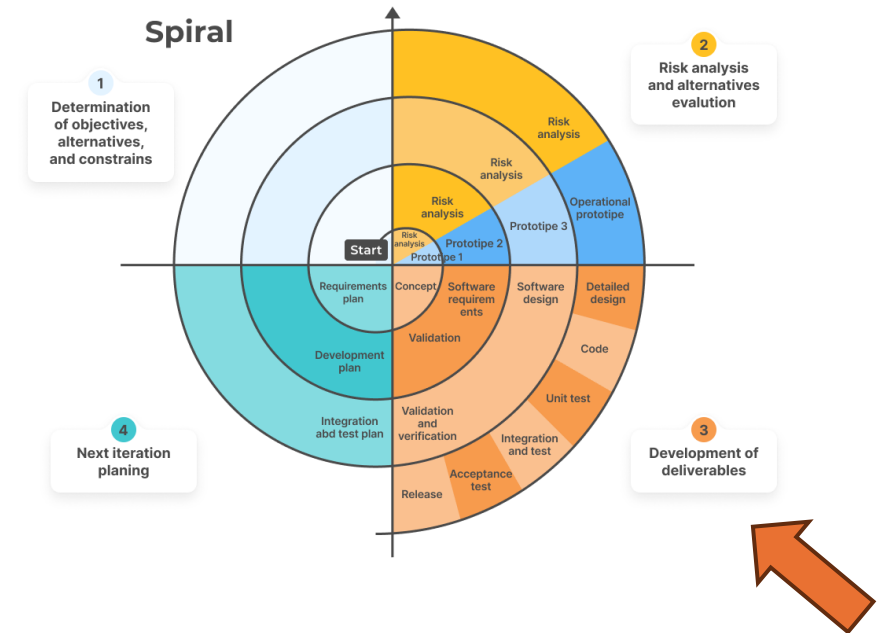 Spiral
1
Determination
of objectives,
alternatives,
and constrains
2
Risk analysis
and alternatives
evalution
Risk
analysis
Risk
analysis
Risk
analysis
Risk
analysis
Operational
prototipe
Prototipe 3
Prototipe 2
Prototipe 1
Start
Requirements
plan
Concept
Software
requirem
ents
Software
design
Detailed
design
Code
Validation
Development
plan
Unit test
Integration
abd test plan
Validation
and
verification
Integration
and test
Acceptance
test
Release
4
Next iteration
planing
3
Development of
deliverables